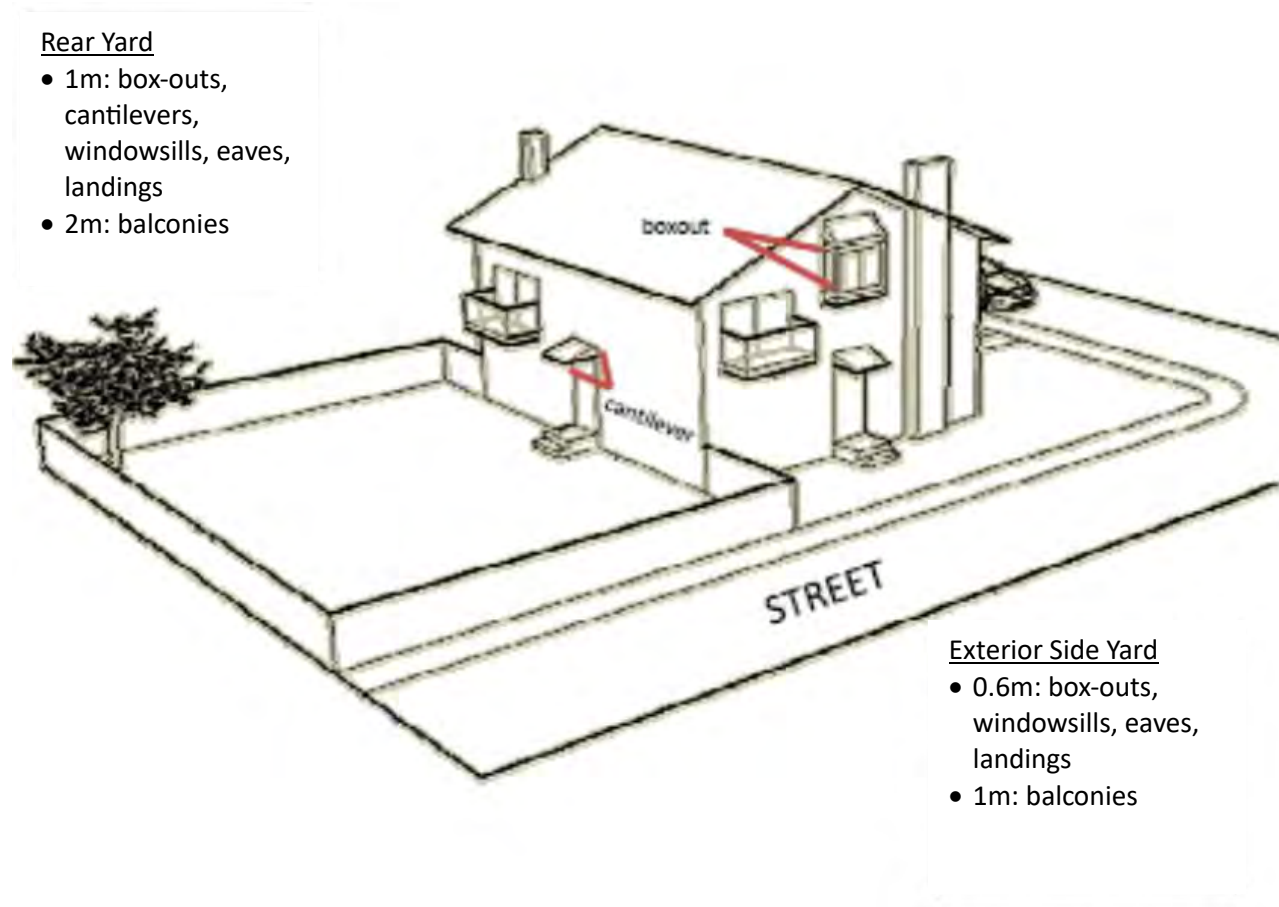 Rear Yard
• 1m: box-outs,
cantilevers,
windowsills, eaves,
landings
• 2m: balconies
boxout
cantilever
STREET
Exterior Side Yard
• 0.6m: box-outs,
windowsills, eaves,
landings
• 1m: balconies